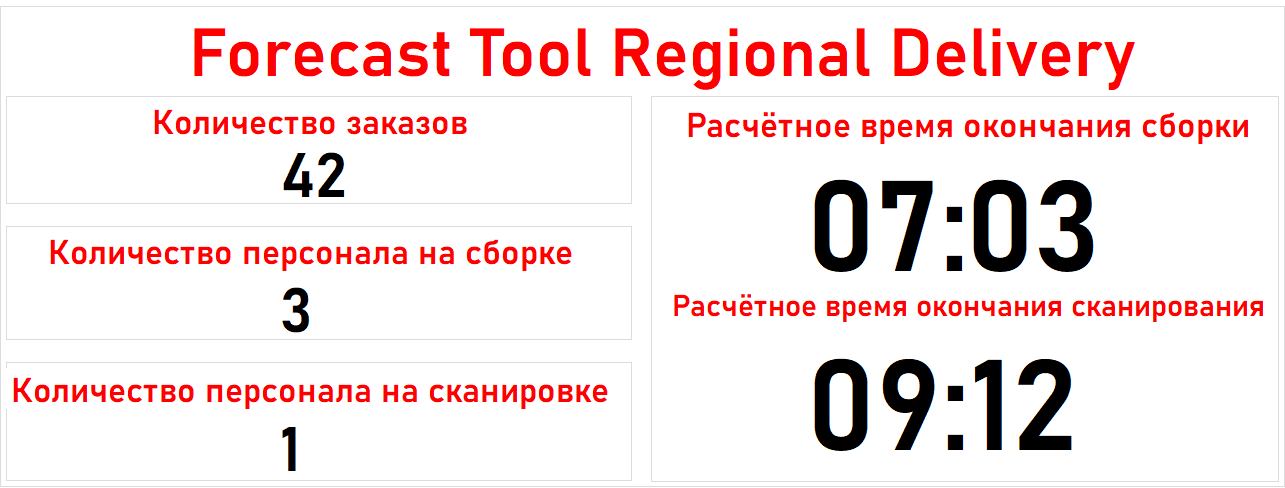 Forecast Tool Regional Delivery
Количество заказов
42
Количество персонала на сборке
3
Количество персонала на сканировке
1
Расчётное время окончания сборки
07:03
Расчётное время окончания сканирования
09:12